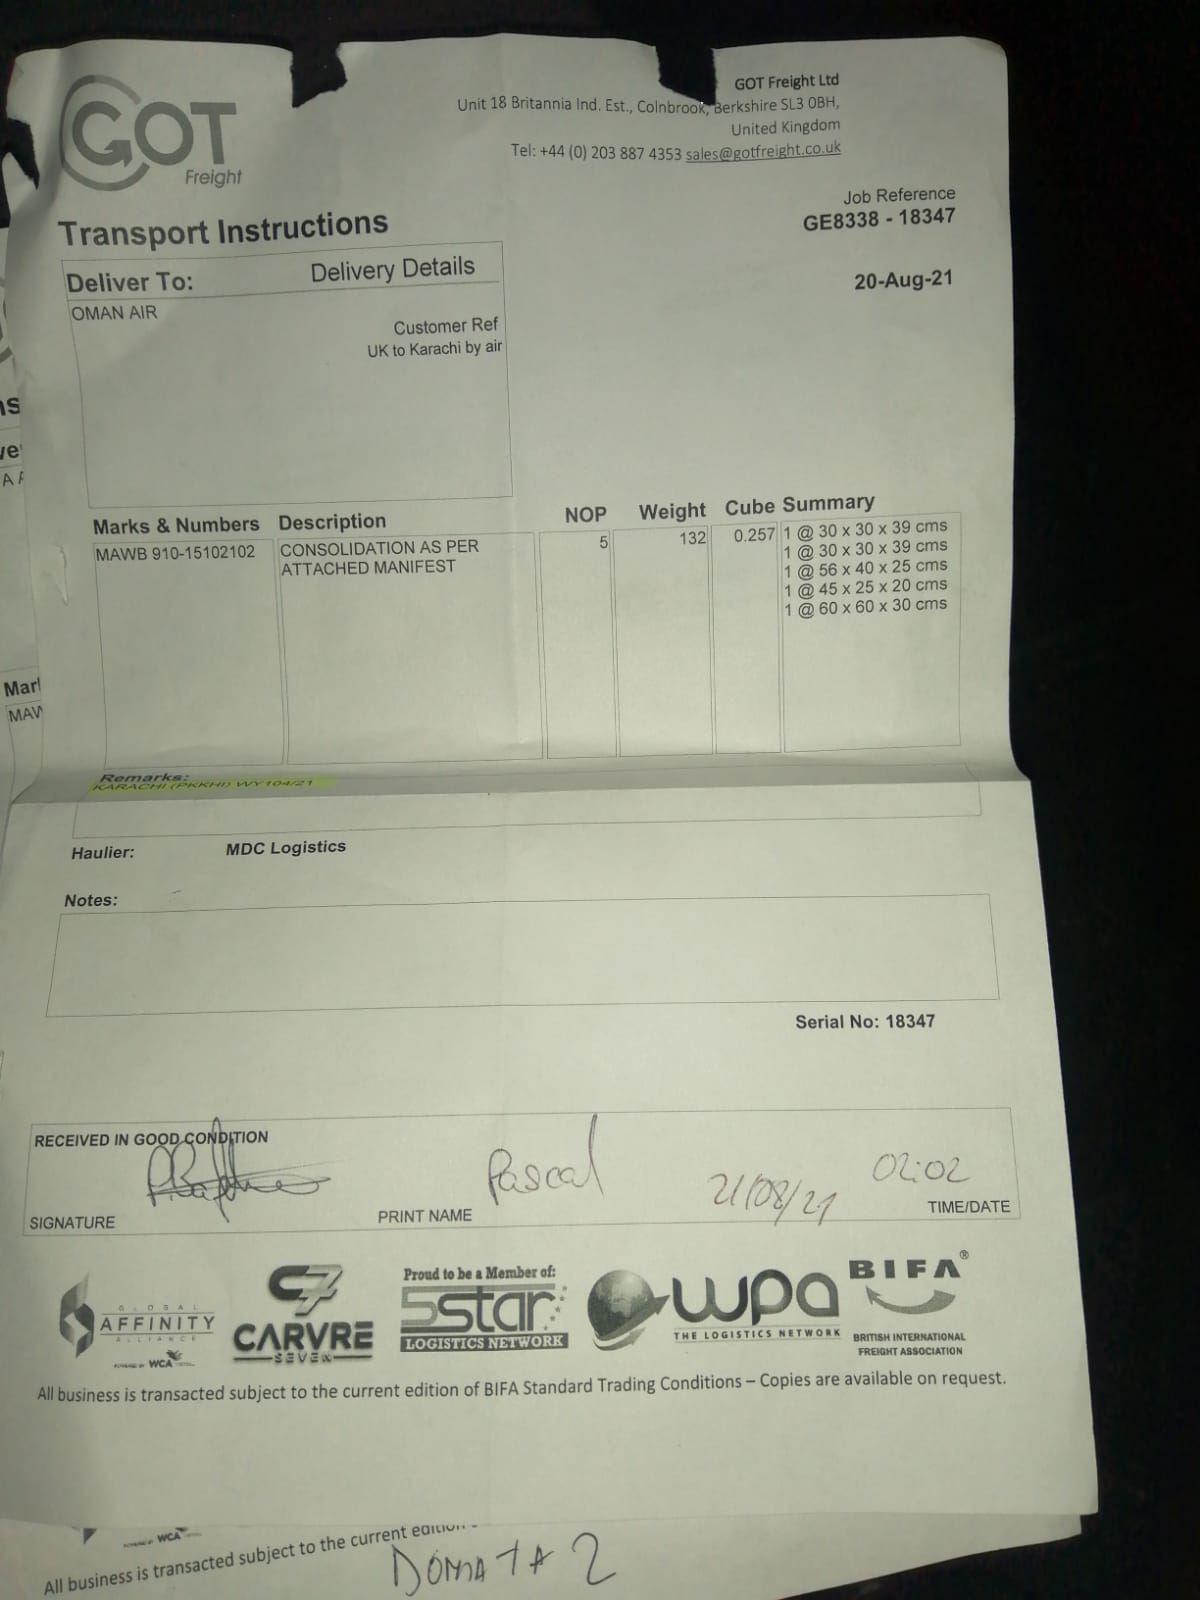 GOT
Freight
GOT Freight Ltd
Unit 18 Britannia Ind. Est., Colnbrook, Berkshire SL3 0BH,
United Kingdom
Tel: +44 (0) 203 887 4353 sales@gotfreight.co.uk
Job Reference
GE8338 - 18347
20-Aug-21
Transport Instructions
Deliver To: Delivery Details
OMAN AIR
Customer Ref
UK to Karachi by air
Marks & Numbers Description NOP Weight Cube Summary
MAWB 910-15102102 CONSOLIDATION AS PER 5 132 0.257 1 @ 30 x 30 x 39 cms
ATTACHED MANIFEST 1 @ 30 x 30 x 39 cms
1 @ 56 x 40 x 25 cms
1 @ 45 x 25 x 20 cms
1 @ 60 x 60 x 30 cms
Remarks:
KARACHI (PKKHI) WY104/21
Haulier: MDC Logistics
Notes:
Serial No: 18347
RECEIVED IN GOOD CONDITION
Pascal 21/08/21 02:02
SIGNATURE PRINT NAME TIME/DATE
GLOBAL
AFFINITY
ALLIANCE
POWERED BY WCA
C7
CARVRE
SEVEN
Proud to be a Member of:
5star
LOGISTICS NETWORK
wpa
THE LOGISTICS NETWORK
BIFA®
BRITISH INTERNATIONAL
FREIGHT ASSOCIATION
All business is transacted subject to the current edition of BIFA Standard Trading Conditions – Copies are available on request.
POWERED BY WCA
All business is transacted subject to the current edition
DOMATA 2